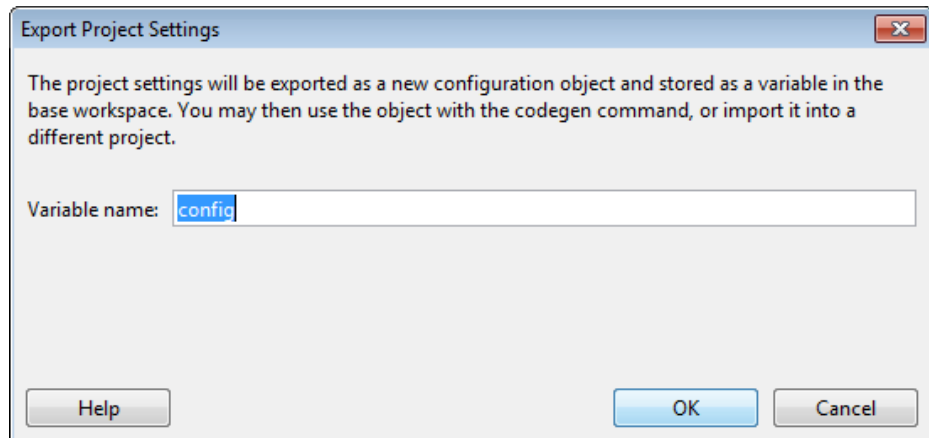 Export Project Settings
The project settings will be exported as a new configuration object and stored as a variable in the
base workspace. You may then use the object with the codegen command, or import it into a
different project.
Variable name: config
Help OK Cancel